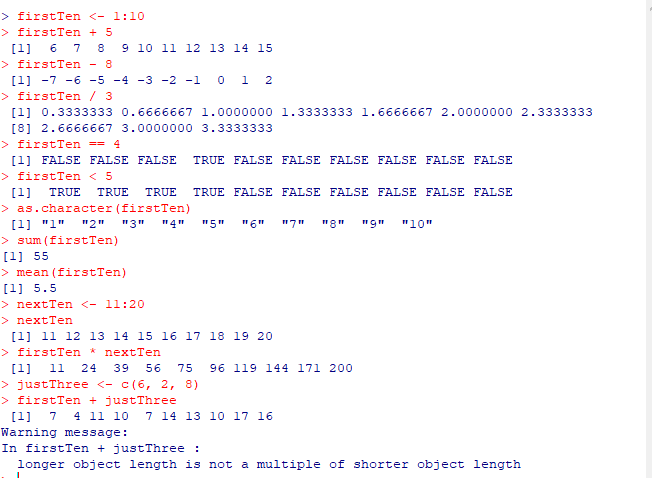 > firstTen <- 1:10
> firstTen + 5
 [1]  6  7  8  9 10 11 12 13 14 15
> firstTen - 8
 [1] -7 -6 -5 -4 -3 -2 -1  0  1  2
> firstTen / 3
 [1] 0.3333333 0.6666667 1.0000000 1.3333333 1.6666667 2.0000000 2.3333333
 [8] 2.6666667 3.0000000 3.3333333
> firstTen == 4
 [1] FALSE FALSE FALSE  TRUE FALSE FALSE FALSE FALSE FALSE FALSE
> firstTen < 5
 [1]  TRUE  TRUE  TRUE  TRUE FALSE FALSE FALSE FALSE FALSE FALSE
> as.character(firstTen)
 [1] "1"  "2"  "3"  "4"  "5"  "6"  "7"  "8"  "9"  "10"
> sum(firstTen)
[1] 55
> mean(firstTen)
[1] 5.5
> nextTen <- 11:20
> nextTen
 [1] 11 12 13 14 15 16 17 18 19 20
> firstTen * nextTen
 [1]  11  24  39  56  75  96 119 144 171 200
> justThree <- c(6, 2, 8)
> firstTen + justThree
 [1]  7  4 11 10  7 14 13 10 17 16
Warning message:
In firstTen + justThree :
  longer object length is not a multiple of shorter object length
>